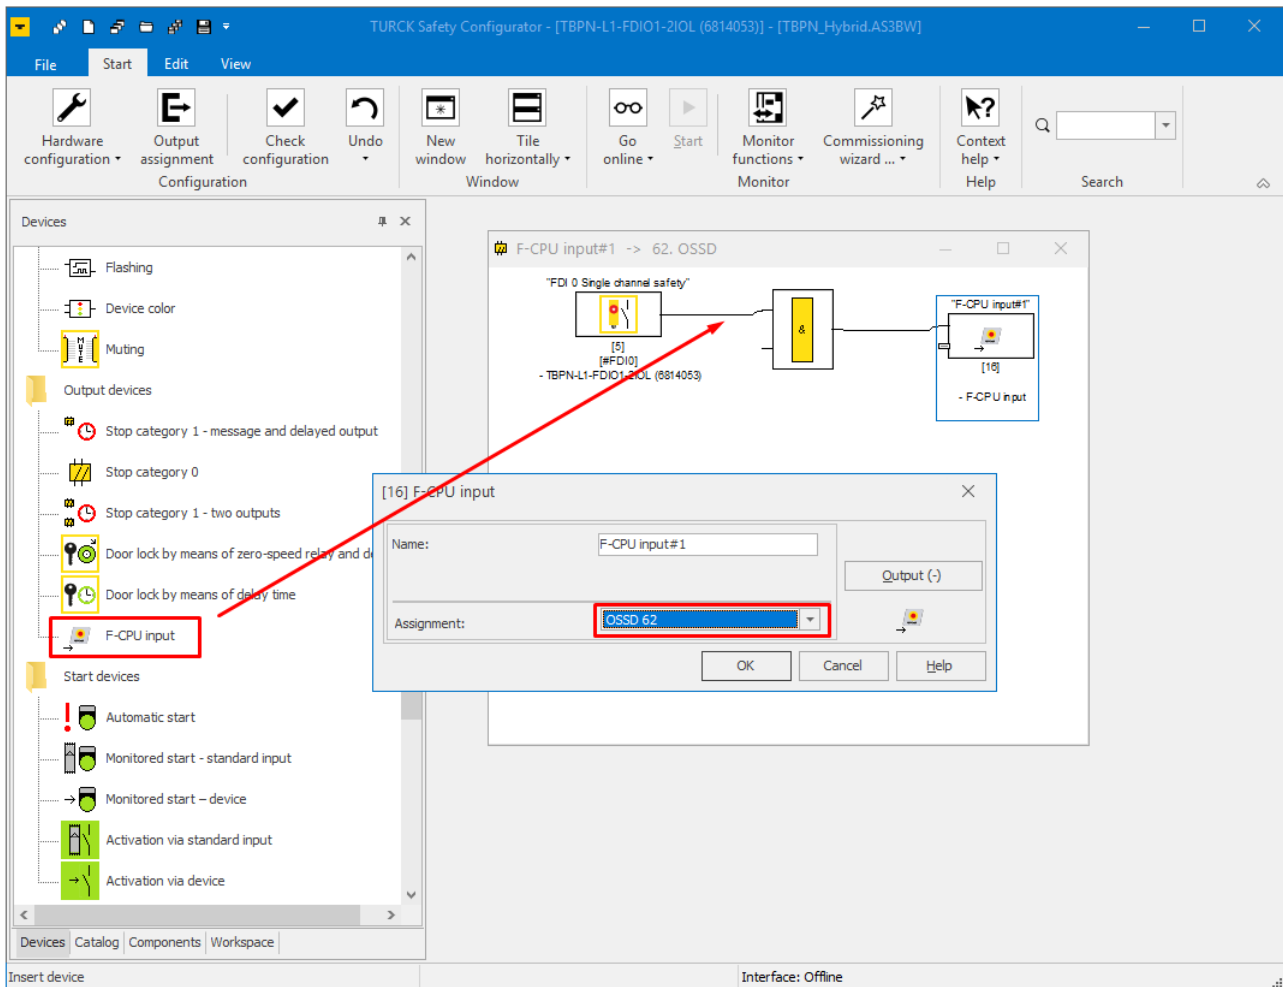 TURCK Safety Configurator - [TBPN-L1-FDIO1-2IOL (6814053)] - [TBPN_Hybrid.AS3BW]
File Start Edit View
Hardware configuration
Output assignment
Check configuration
Undo
New window
Tile horizontally
Go online
Start
Monitor functions
Commissioning wizard ...
Context help
Configuration
Window
Monitor
Help
Search
Devices
Flashing
Device color
MUTE
Muting
Output devices
Stop category 1 - message and delayed output
Stop category 0
Stop category 1 - two outputs
Door lock by means of zero-speed relay and de
Door lock by means of delay time
F-CPU input
Start devices
Automatic start
Monitored start - standard input
Monitored start – device
Activation via standard input
Activation via device
Devices Catalog Components Workspace
F-CPU input#1 -> 62. OSSD
"FDI 0 Single channel safety"
[5]
[#FDI0]
- TBPN-L1-FDIO1-2IOL (6814053)
&
"F-CPU input#1"
[16]
- F-CPU input
[16] F-CPU input
Name:
F-CPU input#1
Output (-)
Assignment:
OSSD 62
OK
Cancel
Help
Insert device
Interface: Offline